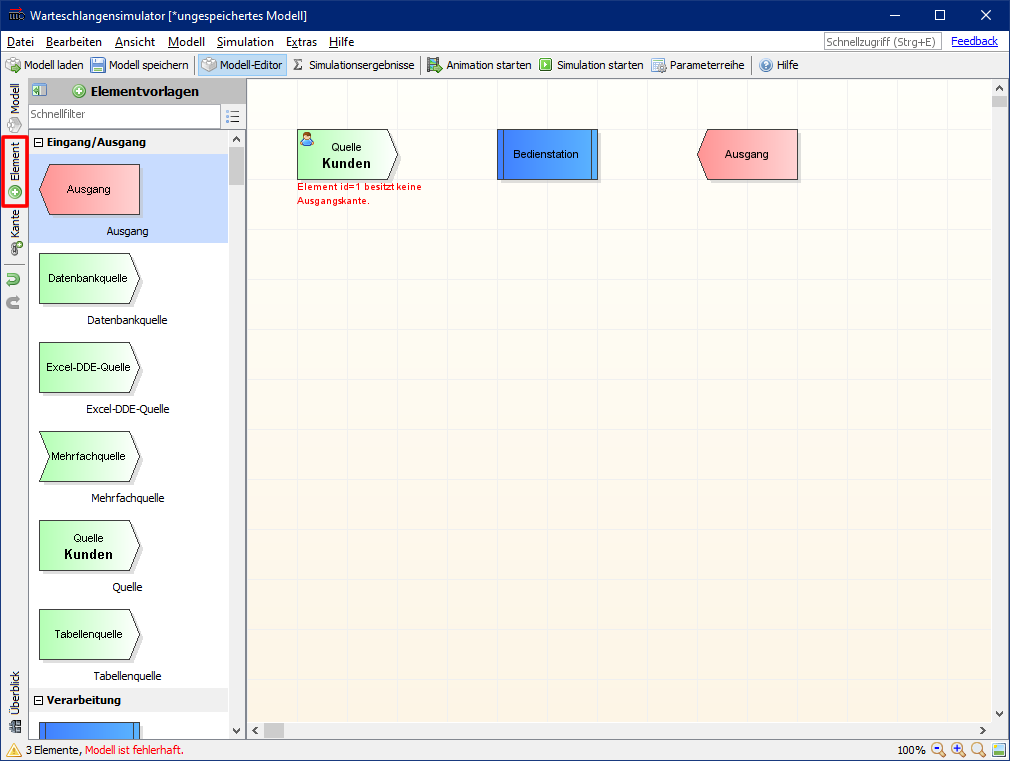 Warteschlangensimulator [*ungespeichertes Modell]
Datei Bearbeiten Ansicht Modell Simulation Extras Hilfe Schnellzugriff (Strg+E) Feedback
Modell laden Modell speichern Modell-Editor Σ Simulationsergebnisse Animation starten Simulation starten Parameterreihe Hilfe
Modell
Element
Kante
Überblick
Elementvorlagen
Schnellfilter
Eingang/Ausgang
Ausgang
Ausgang
Datenbankquelle
Datenbankquelle
Excel-DDE-Quelle
Excel-DDE-Quelle
Mehrfachquelle
Mehrfachquelle
Quelle
Kunden
Quelle
Tabellenquelle
Tabellenquelle
Verarbeitung
Quelle
Kunden
Element id=1 besitzt keine
Ausgangskante.
Bedienstation
Ausgang
3 Elemente, Modell ist fehlerhaft. 100%